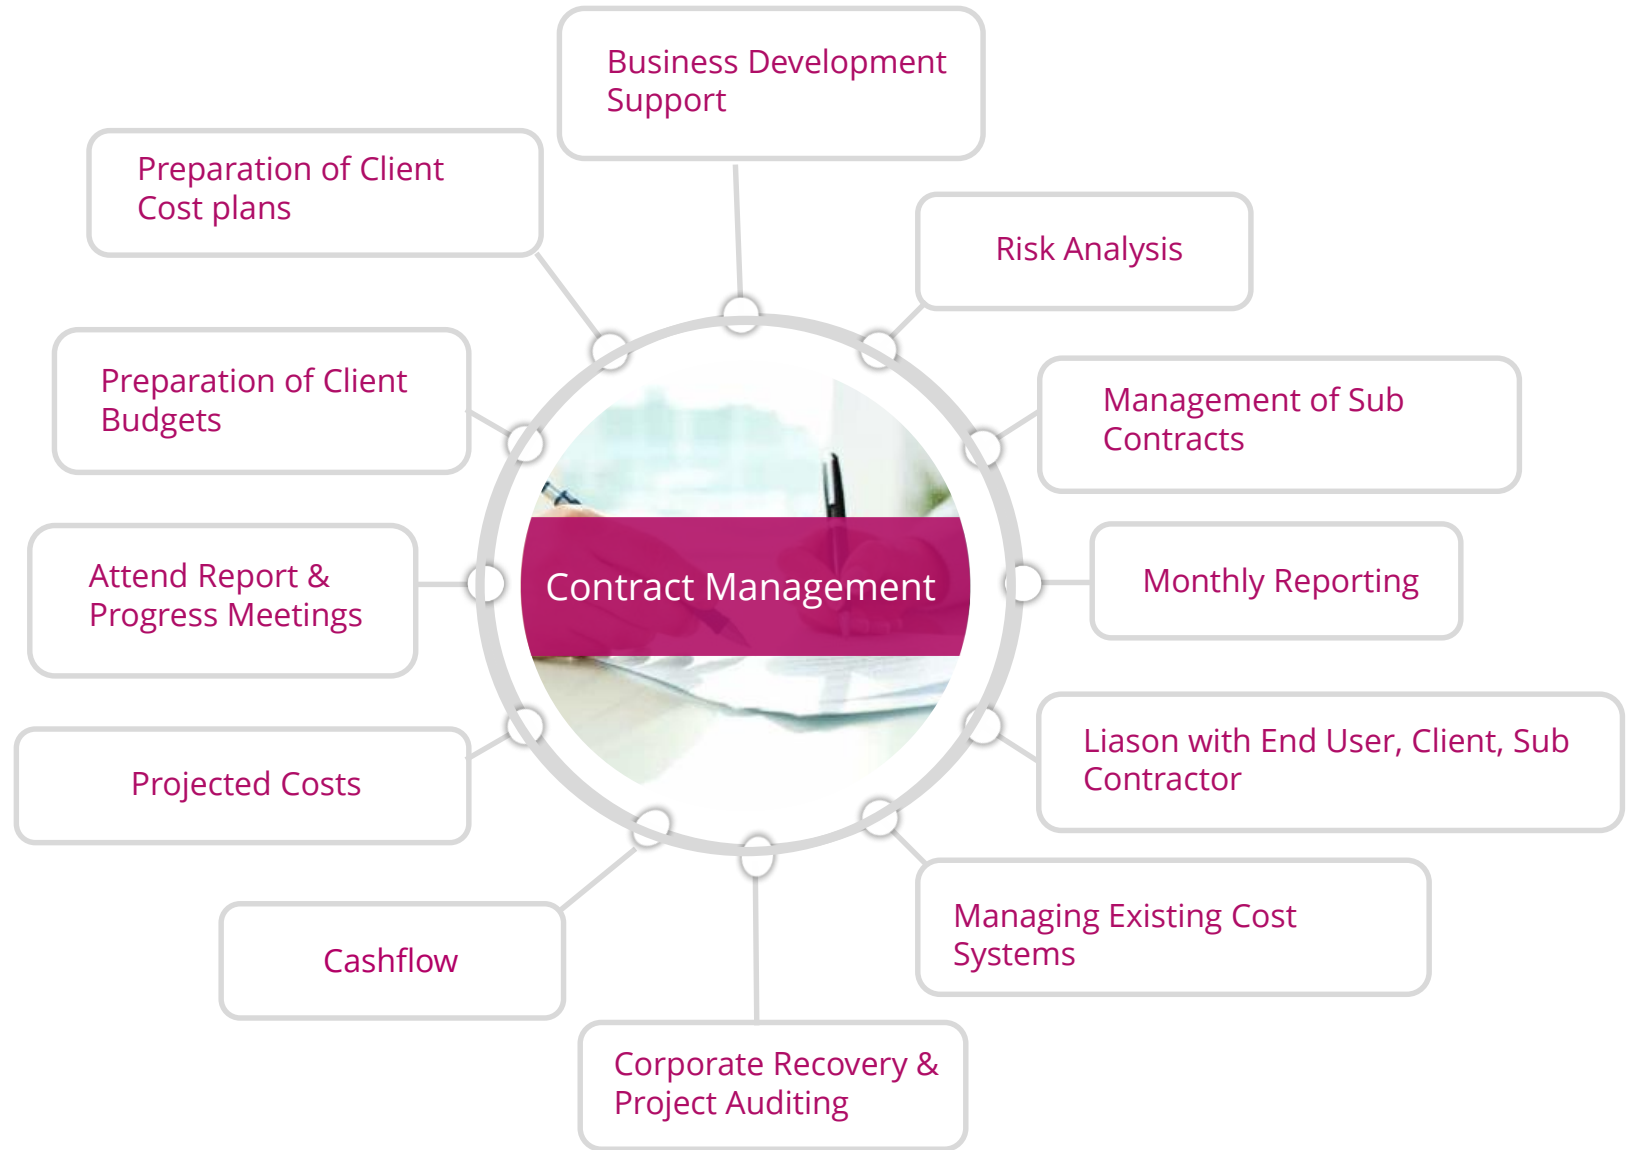 Business Development
Support
Preparation of Client
Cost plans
Risk Analysis
Preparation of Client
Budgets
Management of Sub
Contracts
Attend Report &
Progress Meetings
Contract Management
Monthly Reporting
Liason with End User, Client, Sub
Contractor
Projected Costs
Managing Existing Cost
Systems
Cashflow
Corporate Recovery &
Project Auditing